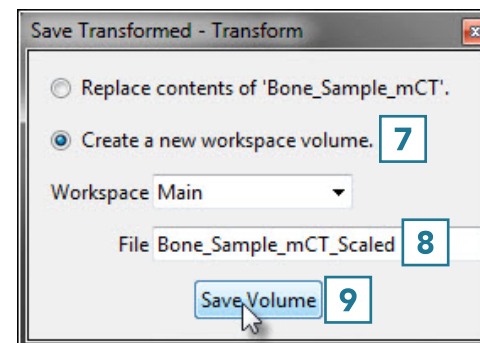 Save Transformed - Transform
Replace contents of 'Bone_Sample_mCT'.
Create a new workspace volume. 7
Workspace Main
File Bone_Sample_mCT_Scaled 8
Save Volume 9